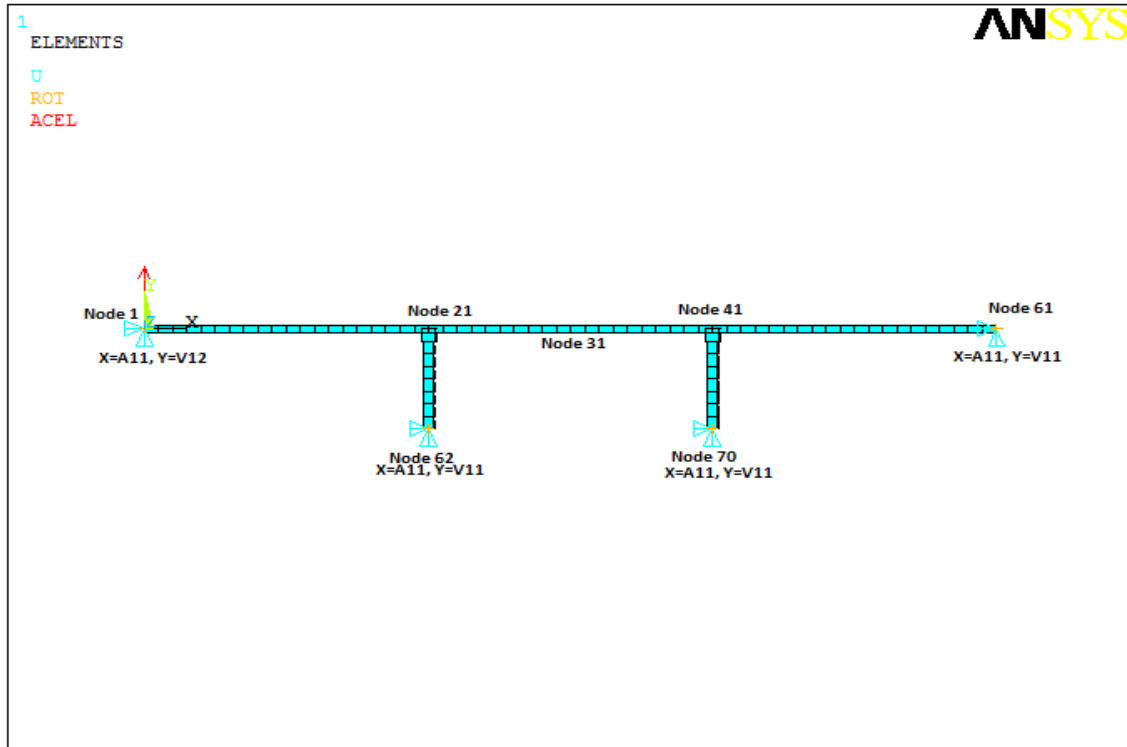 1
ANSYS
ELEMENTS
U
ROT
ACEL
Y
Node 1
Z
X
Node 21
Node 41
Node 61
X=A11, Y=V12
Node 31
X=A11, Y=V11
Node 62
X=A11, Y=V11
Node 70
X=A11, Y=V11